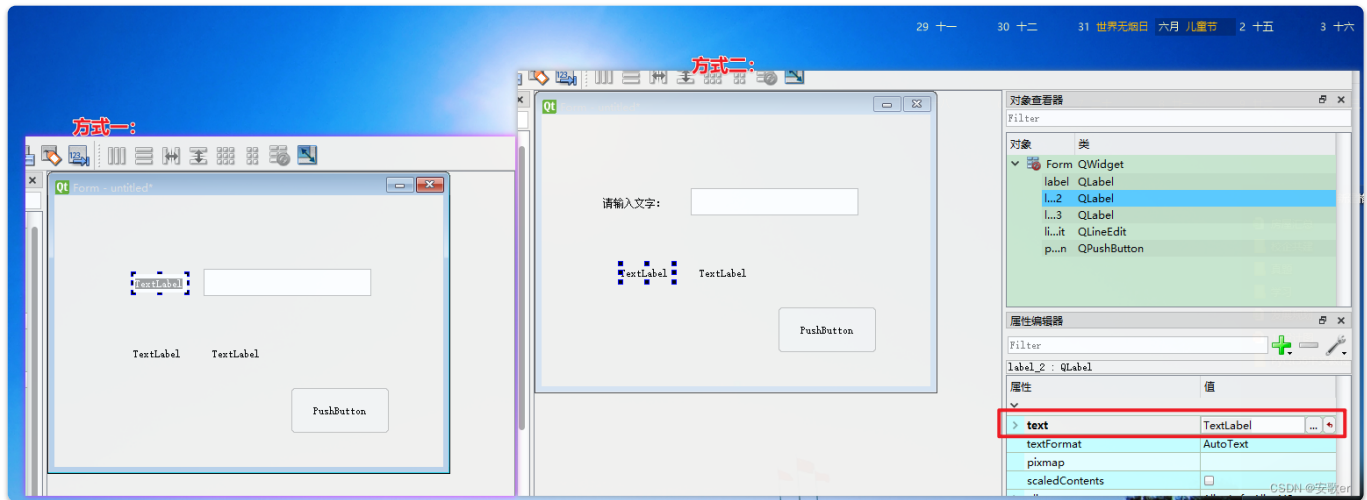 29 十一 30 十二 31 世界无烟日 六月 儿童节 2 十五 3 十六
方式二：
方式一：
123
123
Qt
Qt Form - untitled*
请输入文字：
TextLabel
TextLabel TextLabel
TextLabel TextLabel
PushButton
PushButton
对象查看器
Filter
对象 类
Form QWidget
label QLabel
l...2 QLabel
l...3 QLabel
li...it QLineEdit
p...n QPushButton
属性编辑器
Filter
label_2 : QLabel
属性 值
text TextLabel ...
textFormat AutoText
pixmap
scaledContents
CSDN @安歌er